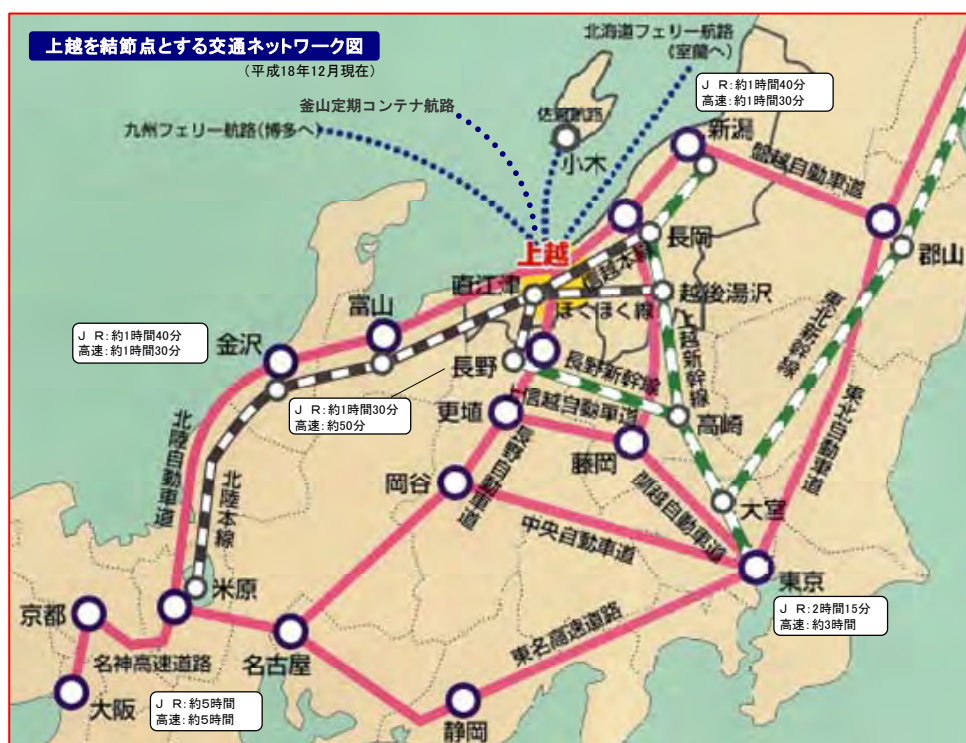 上越を結節点とする交通ネットワーク図
(平成18年12月現在)
北海道フェリー航路
(室蘭へ)
釜山定期コンテナ航路
九州フェリー航路(博多へ)
佐渡航路
小木
JR:約1時間40分
高速:約1時間30分
新潟
磐越自動車道
長岡
郡山
上越
信越本線
直江津
越後湯沢
ほくほく線
富山
上越新幹線
東北新幹線
JR:約1時間40分
高速:約1時間30分
金沢
長野
長野新幹線
JR:約1時間30分
高速:約50分
上信越自動車道
更埴
高崎
東北自動車道
藤岡
北陸自動車道
北陸本線
長野自動車道
岡谷
関越自動車道
大宮
中央自動車道
米原
東京
京都
JR:2時間15分
高速:約3時間
名神高速道路
名古屋
東名高速道路
大阪
JR:約5時間
高速:約5時間
静岡